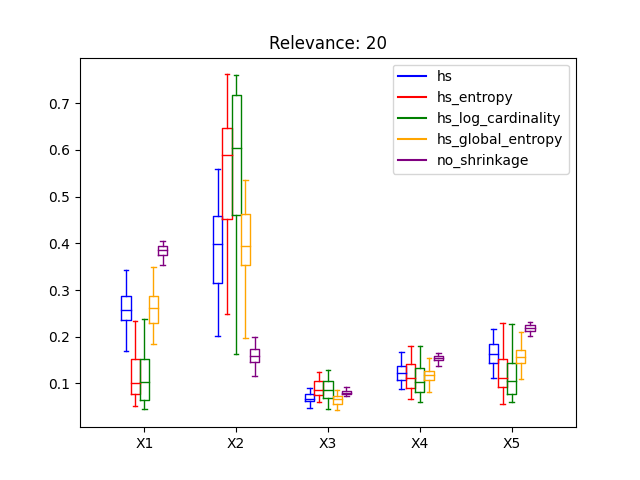 Relevance: 20
hs
hs_entropy
hs_log_cardinality
hs_global_entropy
no_shrinkage
0.7
0.6
0.5
0.4
0.3
0.2
0.1
X1 X2 X3 X4 X5